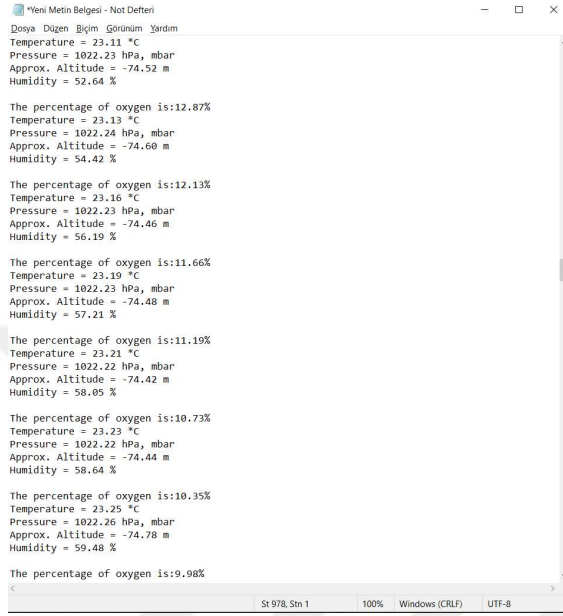 *Yeni Metin Belgesi - Not Defteri
Dosya Düzen Biçim Görünüm Yardım
Temperature = 23.11 *C
Pressure = 1022.23 hPa, mbar
Approx. Altitude = -74.52 m
Humidity = 52.64 %

The percentage of oxygen is:12.87%
Temperature = 23.13 *C
Pressure = 1022.24 hPa, mbar
Approx. Altitude = -74.60 m
Humidity = 54.42 %

The percentage of oxygen is:12.13%
Temperature = 23.16 *C
Pressure = 1022.23 hPa, mbar
Approx. Altitude = -74.46 m
Humidity = 56.19 %

The percentage of oxygen is:11.66%
Temperature = 23.19 *C
Pressure = 1022.23 hPa, mbar
Approx. Altitude = -74.48 m
Humidity = 57.21 %

The percentage of oxygen is:11.19%
Temperature = 23.21 *C
Pressure = 1022.22 hPa, mbar
Approx. Altitude = -74.42 m
Humidity = 58.05 %

The percentage of oxygen is:10.73%
Temperature = 23.23 *C
Pressure = 1022.22 hPa, mbar
Approx. Altitude = -74.44 m
Humidity = 58.64 %

The percentage of oxygen is:10.35%
Temperature = 23.25 *C
Pressure = 1022.26 hPa, mbar
Approx. Altitude = -74.78 m
Humidity = 59.48 %

The percentage of oxygen is:9.98%
St 978, Stn 1 100% Windows (CRLF) UTF-8